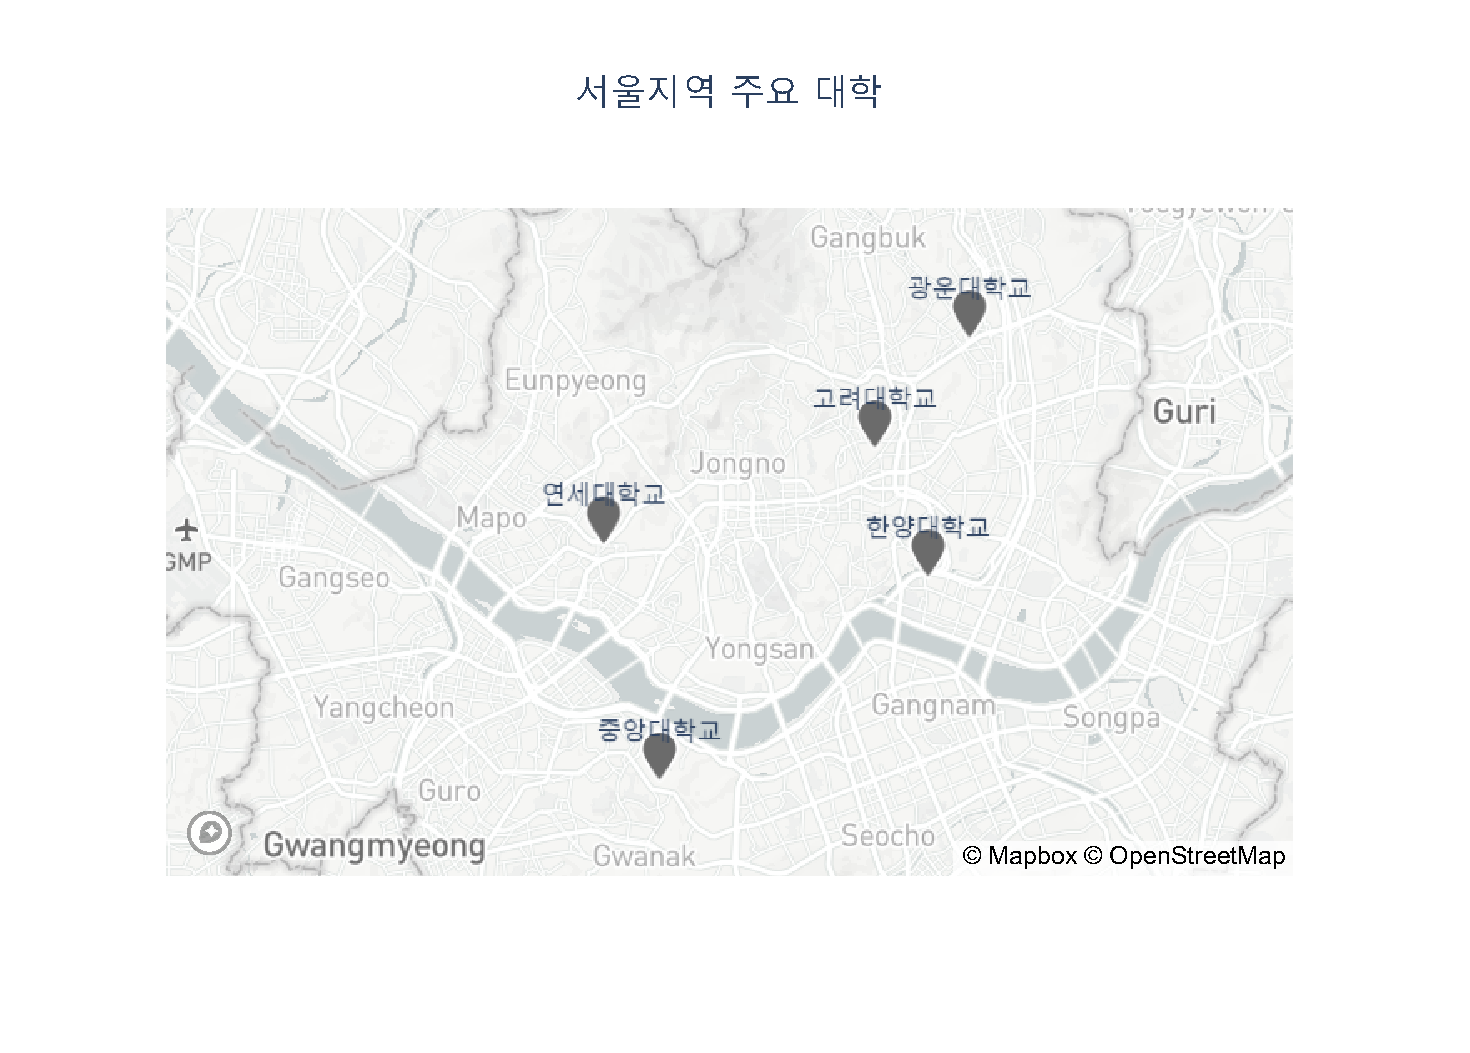 서울지역 주요 대학
Gangbuk
광운대학교
Eunpyeong
고려대학교
Guri
Jongno
연세대학교
Mapo
한양대학교
GMP
Gangseo
Yongsan
Yangcheon
Gangnam
Songpa
중앙대학교
Guro
Seocho
Gwangmyeong
Gwanak
© Mapbox © OpenStreetMap